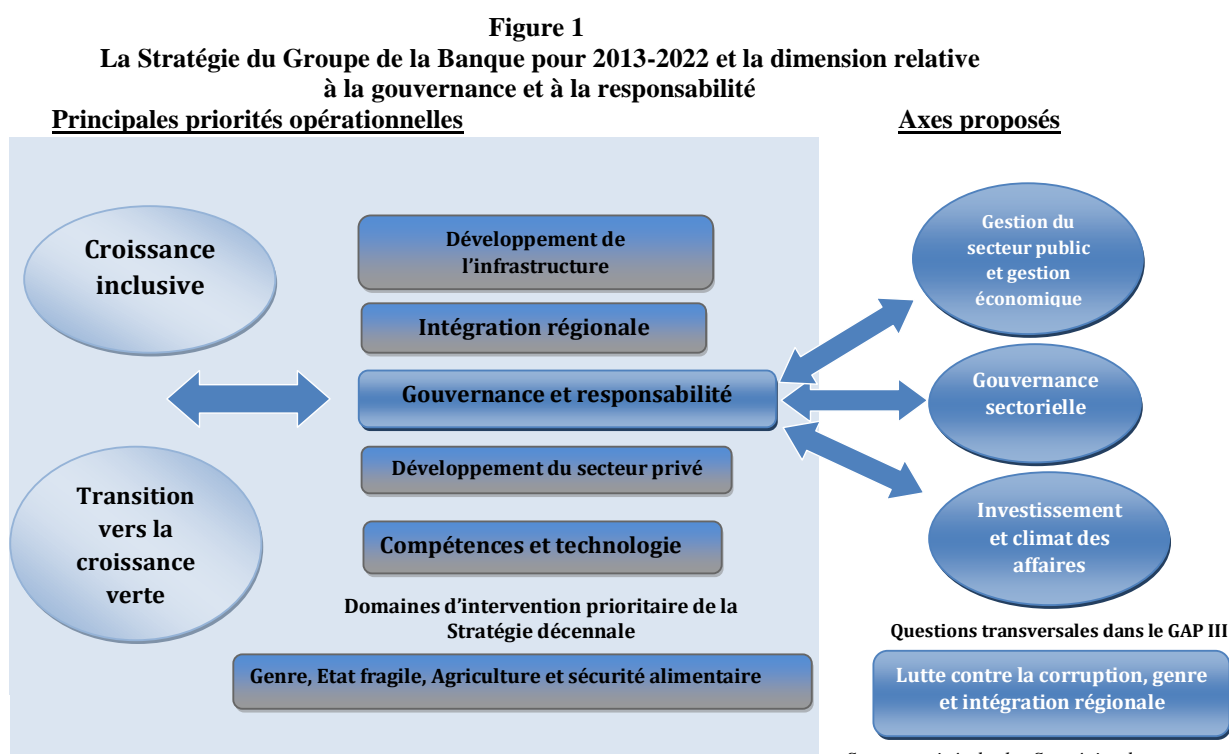 Figure 1
La Stratégie du Groupe de la Banque pour 2013-2022 et la dimension relative
à la gouvernance et à la responsabilité
Principales priorités opérationnelles
Axes proposés
Croissance
inclusive
Transition
vers la
croissance
verte
Développement de
l’infrastructure
Intégration régionale
Gouvernance et responsabilité
Développement du secteur privé
Compétences et technologie
Domaines d’intervention prioritaire de la
Stratégie décennale
Genre, Etat fragile, Agriculture et sécurité alimentaire
Gestion du
secteur public
et gestion
économique
Gouvernance
sectorielle
Investissement
et climat des
affaires
Questions transversales dans le GAP III
Lutte contre la corruption, genre
et intégration régionale